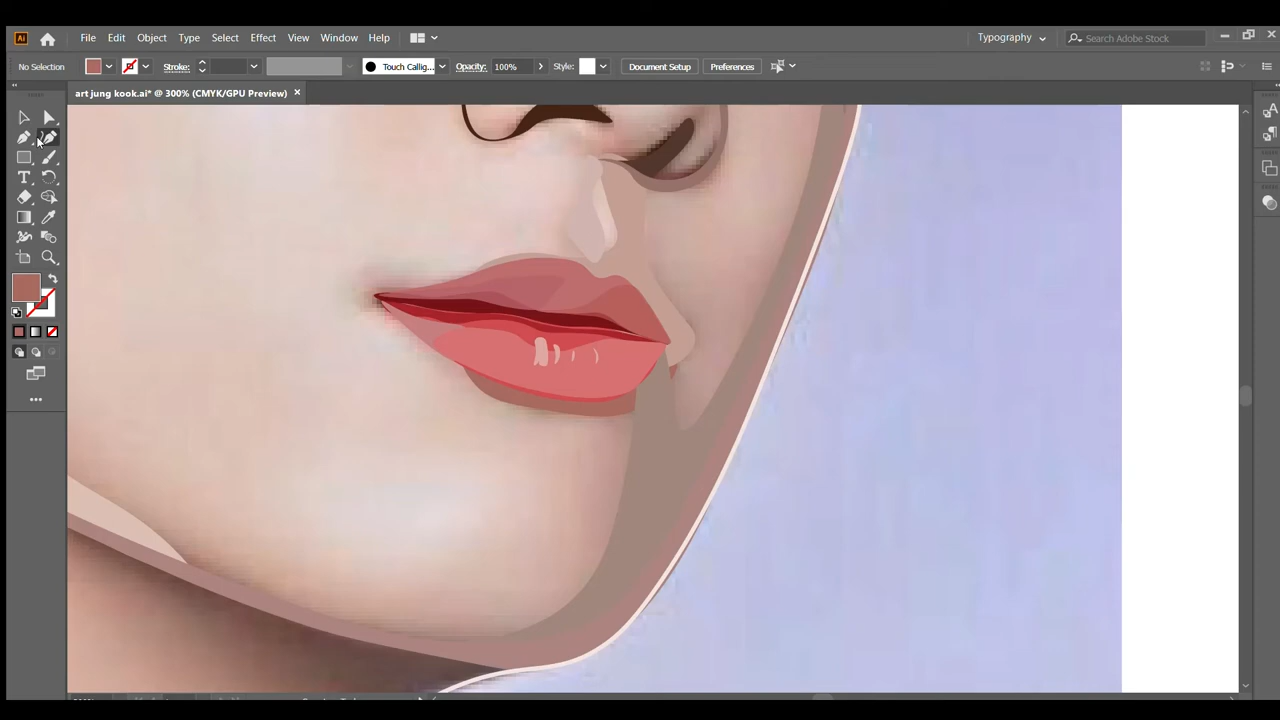 Ai File Edit Object Type Select Effect View Window Help Typography Search Adobe Stock
No Selection Stroke: Touch Callig... Opacity: 100% Style: Document Setup Preferences
art jung kook.ai* @ 300% (CMYK/GPU Preview)